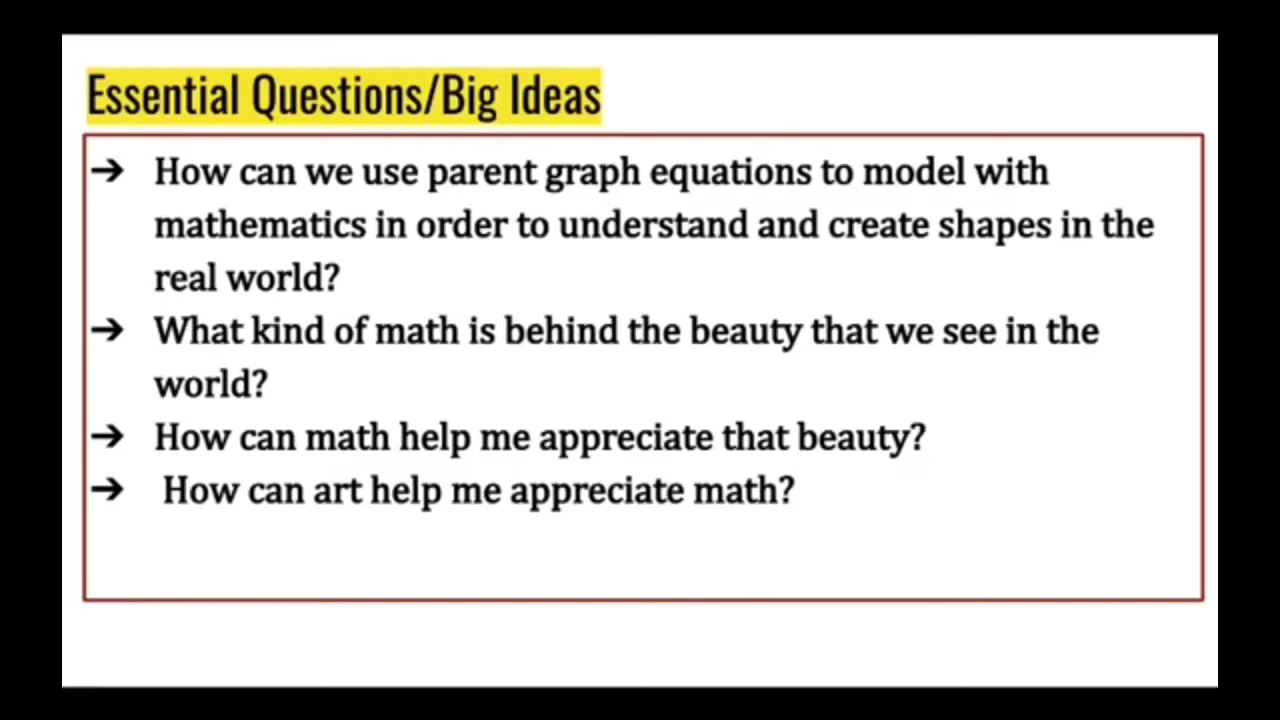 Essential Questions/Big Ideas
➔ How can we use parent graph equations to model with
mathematics in order to understand and create shapes in the
real world?
➔ What kind of math is behind the beauty that we see in the
world?
➔ How can math help me appreciate that beauty?
➔ How can art help me appreciate math?